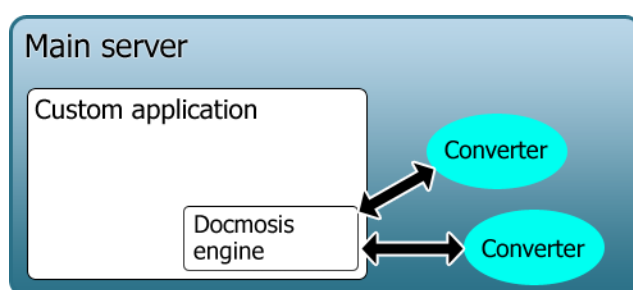 Main server
Custom application
Converter
Docmosis
engine
Converter